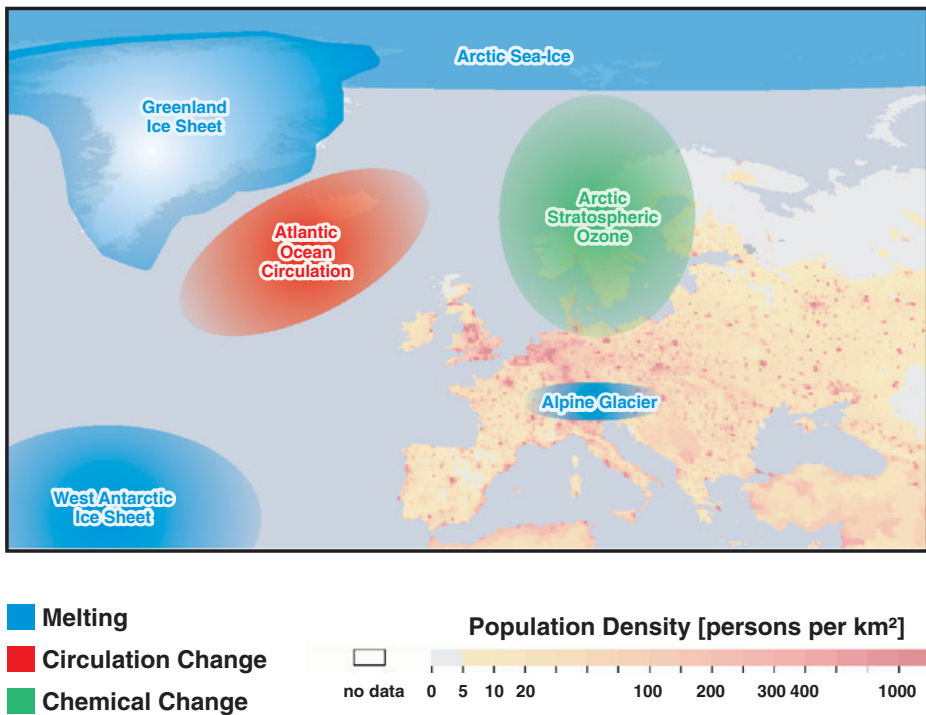 Arctic Sea-Ice
Greenland
Ice Sheet
Arctic
Stratospheric
Ozone
Atlantic
Ocean
Circulation
Alpine Glacier
West Antarctic
Ice Sheet
Melting
Circulation Change
Chemical Change
Population Density [persons per km²]
no data 0 5 10 20 100 200 300 400 1000